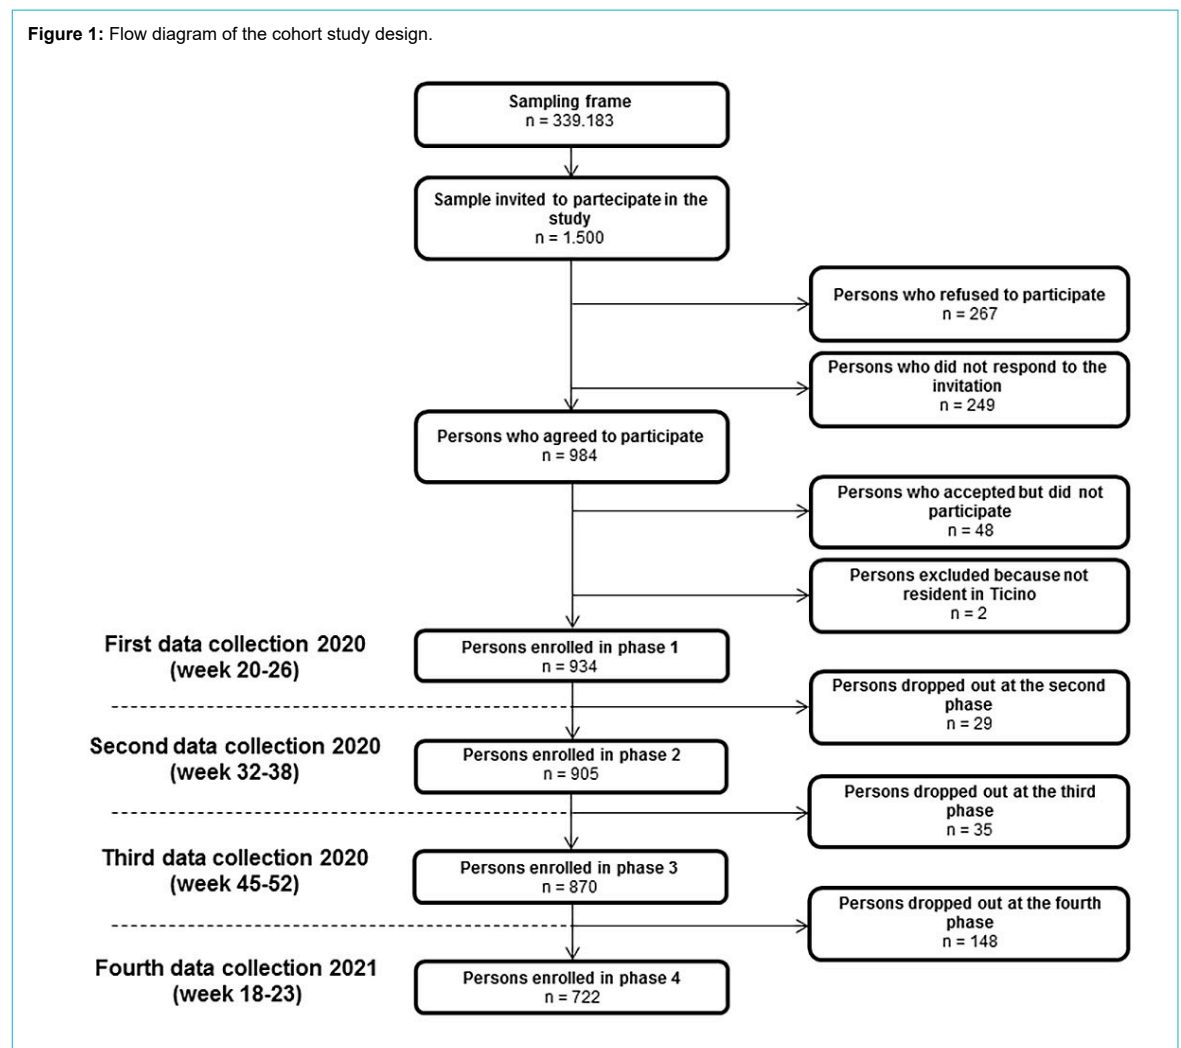 Figure 1: Flow diagram of the cohort study design.
Sampling frame
n = 339.183
Sample invited to partecipate in the
study
n = 1.500
Persons who refused to participate
n = 267
Persons who did not respond to the
invitation
n = 249
Persons who agreed to participate
n = 984
Persons who accepted but did not
participate
n = 48
Persons excluded because not
resident in Ticino
n = 2
First data collection 2020
(week 20-26)
Persons enrolled in phase 1
n = 934
Persons dropped out at the second
phase
n = 29
Second data collection 2020
(week 32-38)
Persons enrolled in phase 2
n = 905
Persons dropped out at the third
phase
n = 35
Third data collection 2020
(week 45-52)
Persons enrolled in phase 3
n = 870
Persons dropped out at the fourth
phase
n = 148
Fourth data collection 2021
(week 18-23)
Persons enrolled in phase 4
n = 722